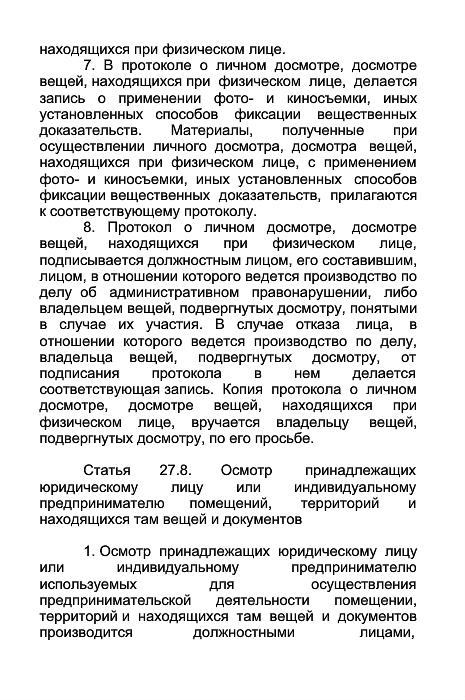 находящихся при физическом лице.
7. В протоколе о личном досмотре, досмотре
вещей, находящихся при физическом лице, делается
запись о применении фото- и киносъемки, иных
установленных способов фиксации вещественных
доказательств. Материалы, полученные при
осуществлении личного досмотра, досмотра вещей,
находящихся при физическом лице, с применением
фото- и киносъемки, иных установленных способов
фиксации вещественных доказательств, прилагаются
к соответствующему протоколу.
8. Протокол о личном досмотре, досмотре
вещей, находящихся при физическом лице,
подписывается должностным лицом, его составившим,
лицом, в отношении которого ведется производство по
делу об административном правонарушении, либо
владельцем вещей, подвергнутых досмотру, понятыми
в случае их участия. В случае отказа лица, в
отношении которого ведется производство по делу,
владельца вещей, подвергнутых досмотру, от
подписания протокола в нем делается
соответствующая запись. Копия протокола о личном
досмотре, досмотре вещей, находящихся при
физическом лице, вручается владельцу вещей,
подвергнутых досмотру, по его просьбе.
Статья 27.8. Осмотр принадлежащих
юридическому лицу или индивидуальному
предпринимателю помещений, территорий и
находящихся там вещей и документов
1. Осмотр принадлежащих юридическому лицу
или индивидуальному предпринимателю
используемых для осуществления
предпринимательской деятельности помещении,
территорий и находящихся там вещей и документов
производится должностными лицами,